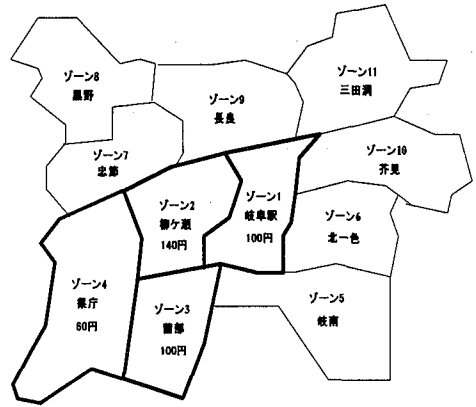 ゾーン8
黒野
ゾーン11
三田洞
ゾーン9
長良
ゾーン7
忠節
ゾーン10
芥見
ゾーン2
柳ケ瀬
140円
ゾーン1
岐阜駅
100円
ゾーン6
北一色
ゾーン4
県庁
60円
ゾーン3
茜部
100円
ゾーン5
岐南